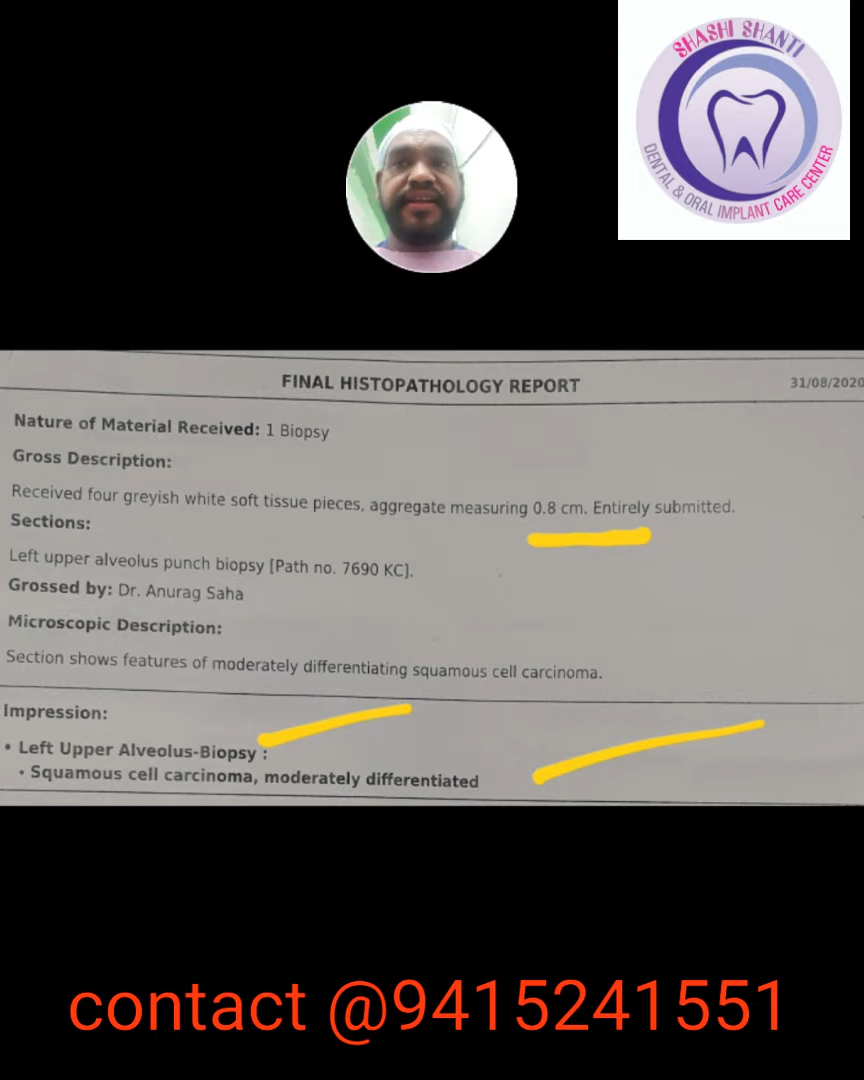 SHASHI SHANTI
DENTAL & ORAL IMPLANT CARE CENTER
FINAL HISTOPATHOLOGY REPORT
31/08/2020
Nature of Material Received: 1 Biopsy
Gross Description:
Received four greyish white soft tissue pieces, aggregate measuring 0.8 cm. Entirely submitted.
Sections:
Left upper alveolus punch biopsy [Path no. 7690 KC].
Grossed by: Dr. Anurag Saha
Microscopic Description:
Section shows features of moderately differentiating squamous cell carcinoma.
Impression:
• Left Upper Alveolus-Biopsy :
• Squamous cell carcinoma, moderately differentiated
contact @9415241551